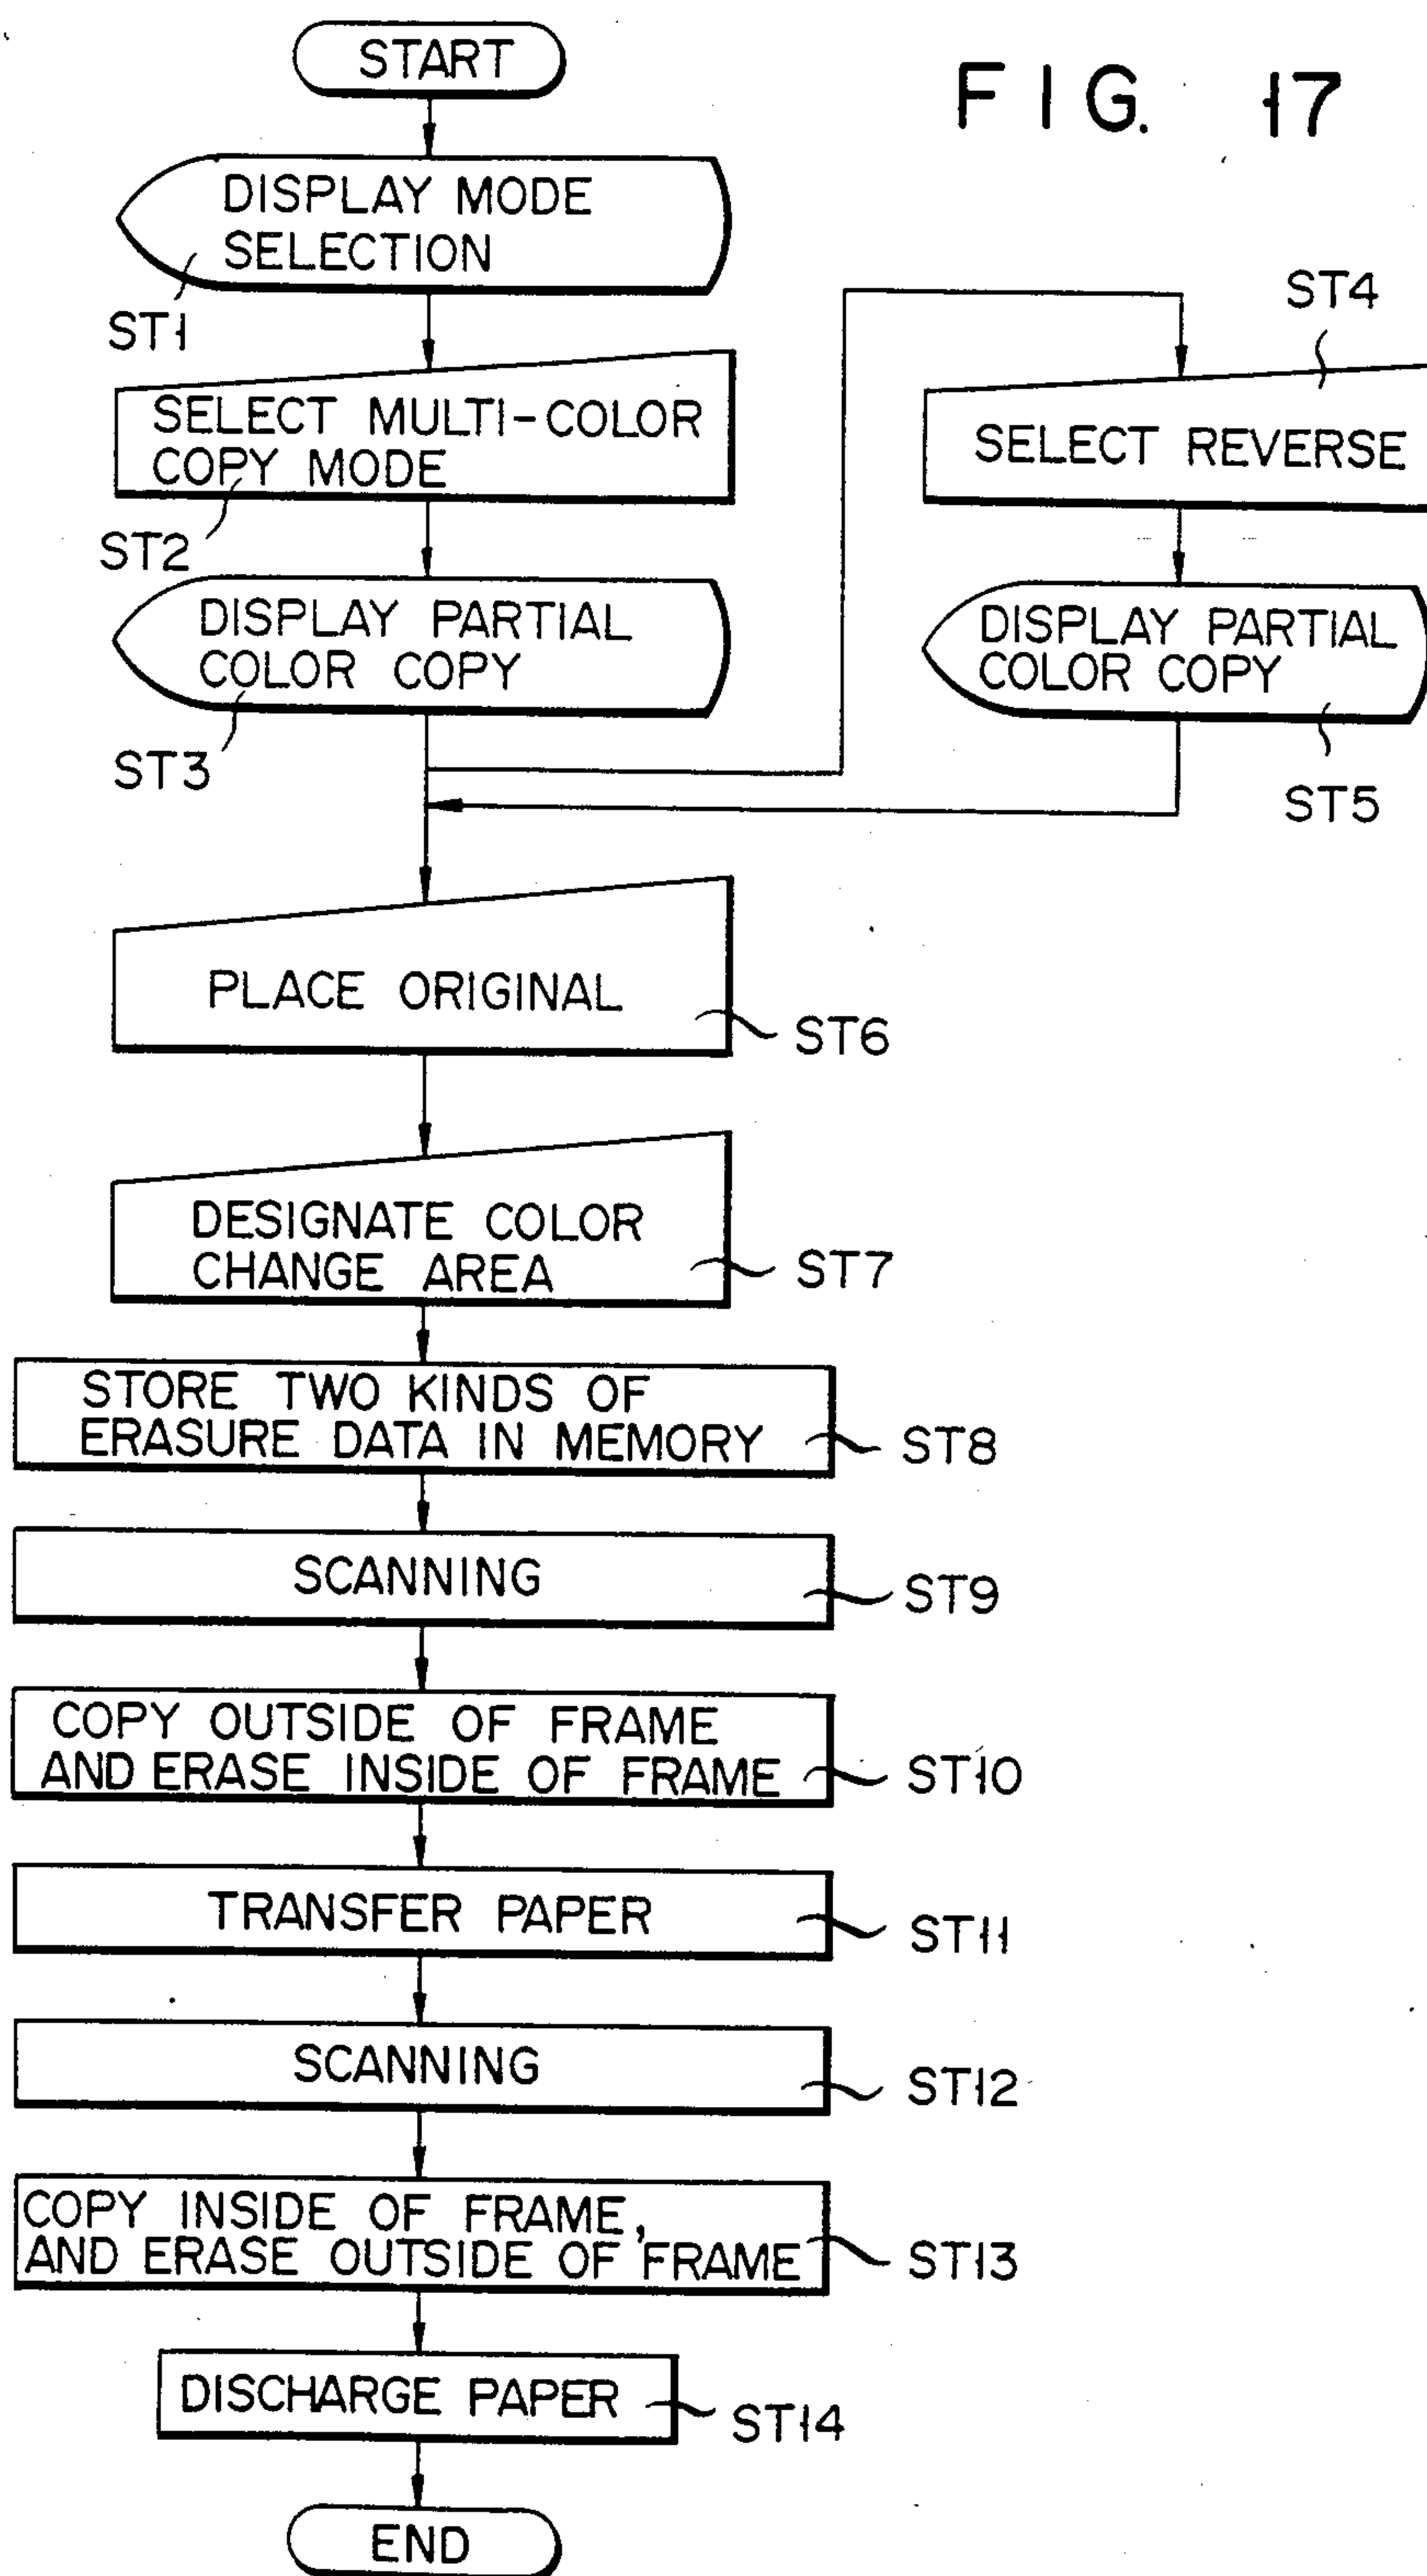 FIG. 17
START
DISPLAY MODE
SELECTION
ST1
SELECT MULTI-COLOR
COPY MODE
ST2
DISPLAY PARTIAL
COLOR COPY
ST3
ST4
SELECT REVERSE
DISPLAY PARTIAL
COLOR COPY
ST5
PLACE ORIGINAL
ST6
DESIGNATE COLOR
CHANGE AREA
ST7
STORE TWO KINDS OF
ERASURE DATA IN MEMORY
ST8
SCANNING
ST9
COPY OUTSIDE OF FRAME
AND ERASE INSIDE OF FRAME
ST10
TRANSFER PAPER
ST11
SCANNING
ST12
COPY INSIDE OF FRAME,
AND ERASE OUTSIDE OF FRAME
ST13
DISCHARGE PAPER
ST14
END